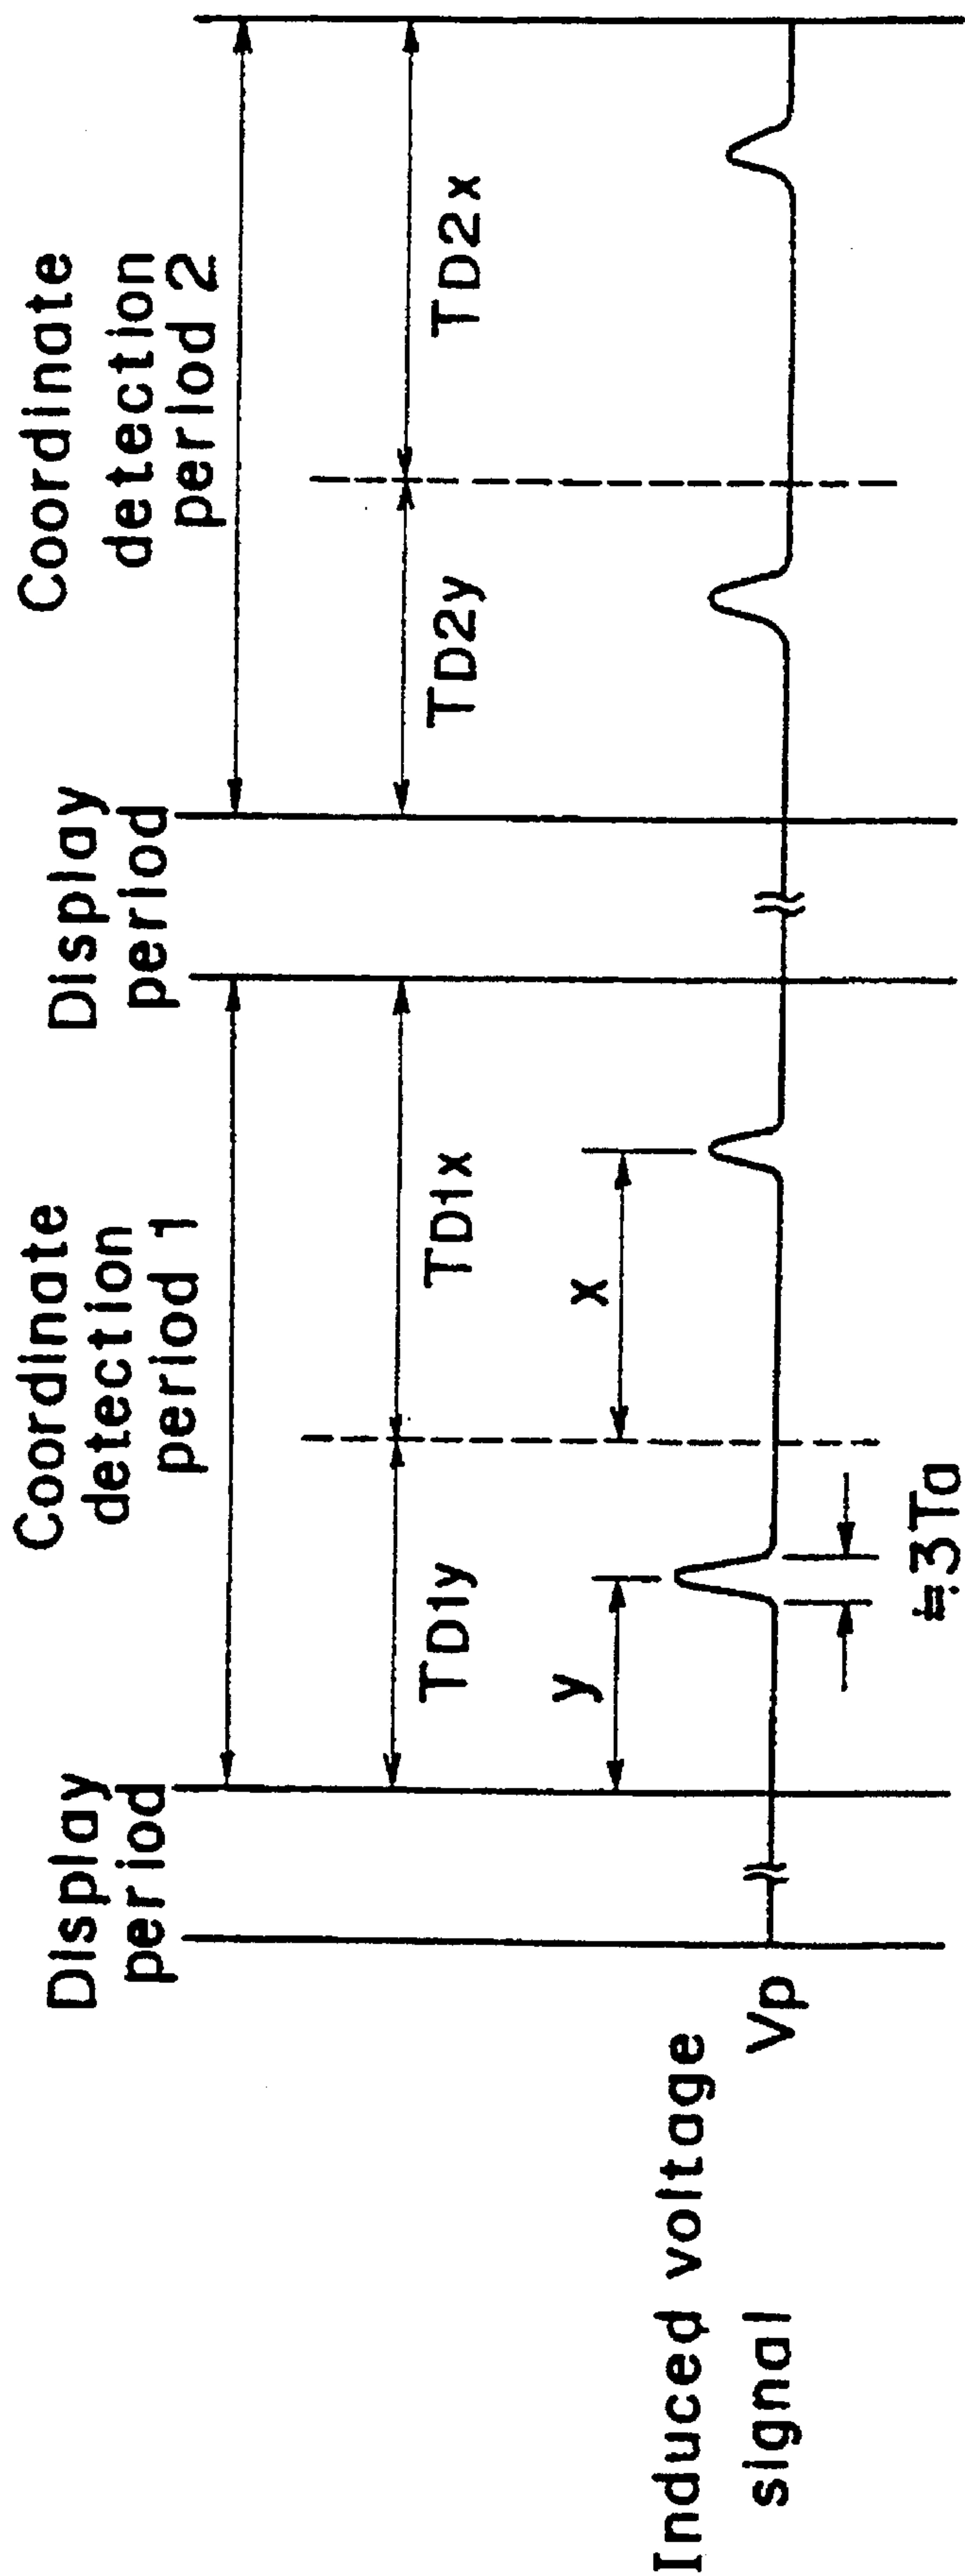 Display
period
Coordinate
detection
period 1
Display
period
Coordinate
detection
period 2
TD1y
TD1x
TD2y
TD2x
y
x
Induced voltage
signal
Vp
≒3Ta